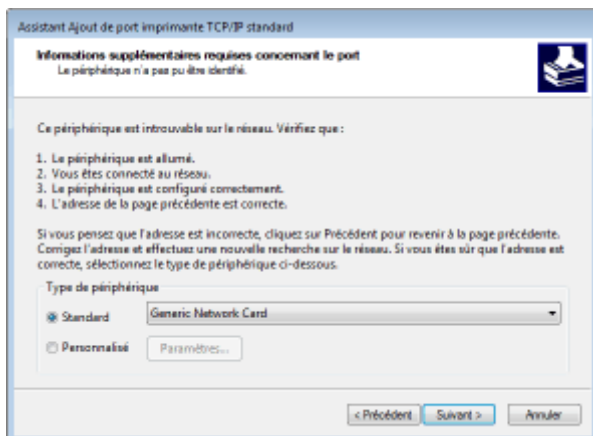 Assistant Ajout de port imprimante TCP/IP standard
Informations supplémentaires requises concernant le port
Le périphérique n'a pas pu être identifié.
Ce périphérique est introuvable sur le réseau. Vérifiez que :
1. Le périphérique est allumé.
2. Vous êtes connecté au réseau.
3. Le périphérique est configuré correctement.
4. L'adresse de la page précédente est correcte.
Si vous pensez que l'adresse est incorrecte, cliquez sur Précédent pour revenir à la page précédente.
Corrigez l'adresse et effectuez une nouvelle recherche sur le réseau. Si vous êtes sûr que l'adresse est
correcte, sélectionnez le type de périphérique ci-dessous.
Type de périphérique
Standard
Generic Network Card
Personnalisé
Paramètres...
< Précédent
Suivant >
Annuler